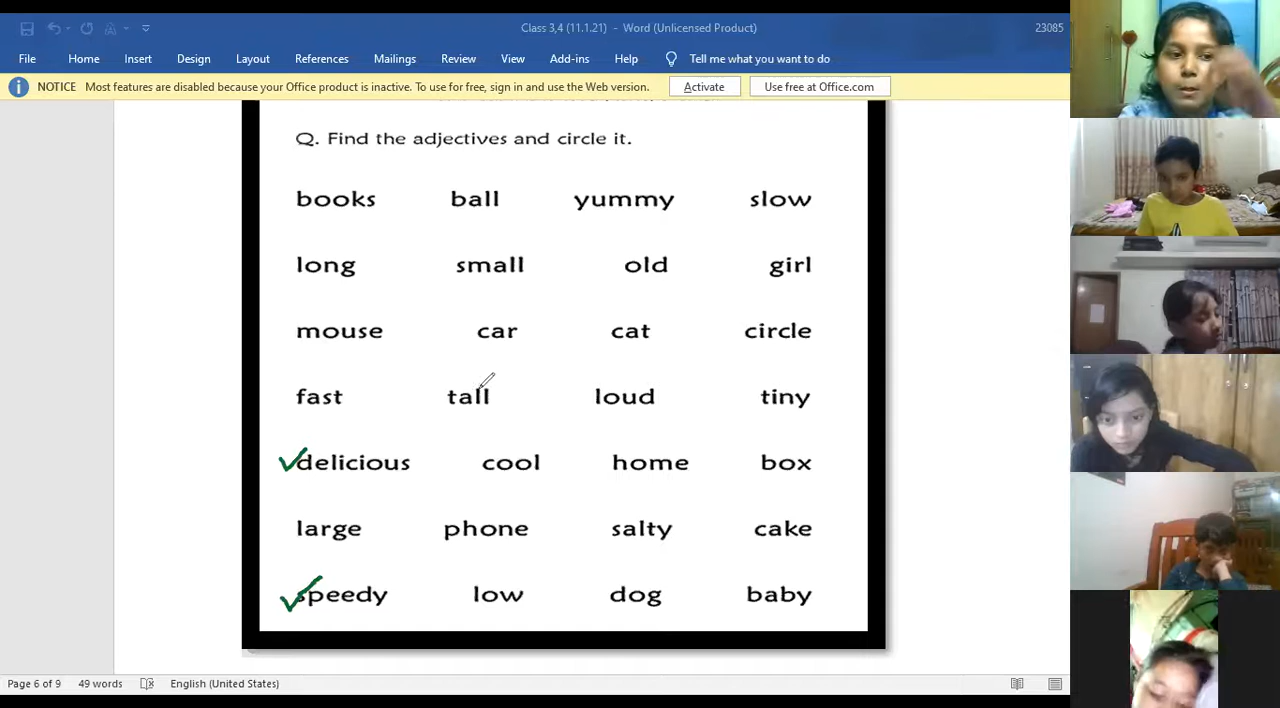 Class 3,4 (11.1.21) - Word (Unlicensed Product)
23085
File Home Insert Design Layout References Mailings Review View Add-ins Help Tell me what you want to do
NOTICE Most features are disabled because your Office product is inactive. To use for free, sign in and use the Web version. Activate Use free at Office.com
Q. Find the adjectives and circle it.
books ball yummy slow
long small old girl
mouse car cat circle
fast tall loud tiny
delicious cool home box
large phone salty cake
speedy low dog baby
Page 6 of 9 49 words English (United States)